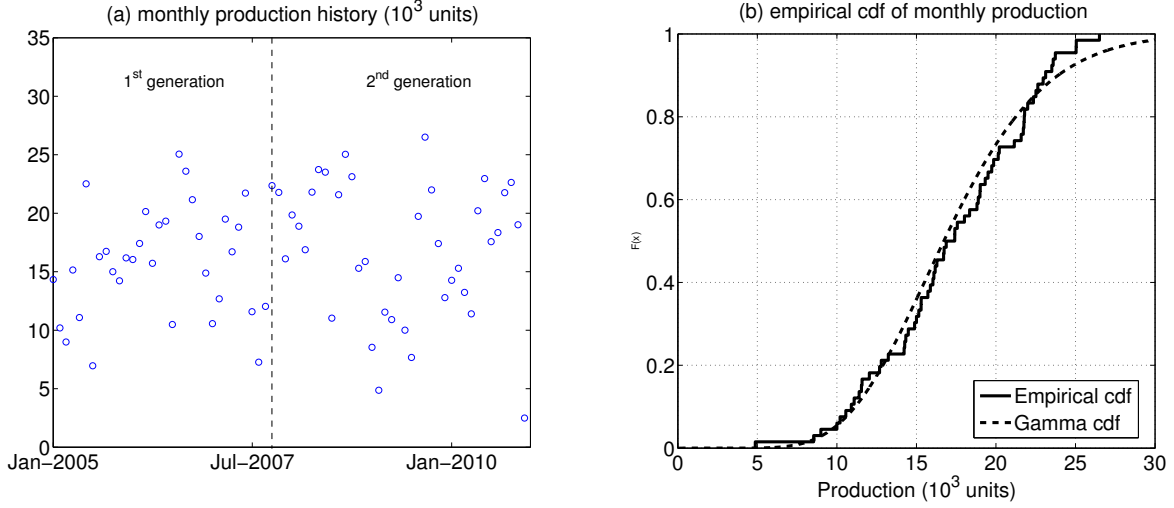 (a) monthly production history (10³ units)
35
30
25
20
15
10
5
0
1st generation
2nd generation
Jan–2005
Jul–2007
Jan–2010
(b) empirical cdf of monthly production
1
0.8
0.6
0.4
0.2
0
F(x)
Empirical cdf
Gamma cdf
0
5
10
15
20
25
30
Production (10³ units)